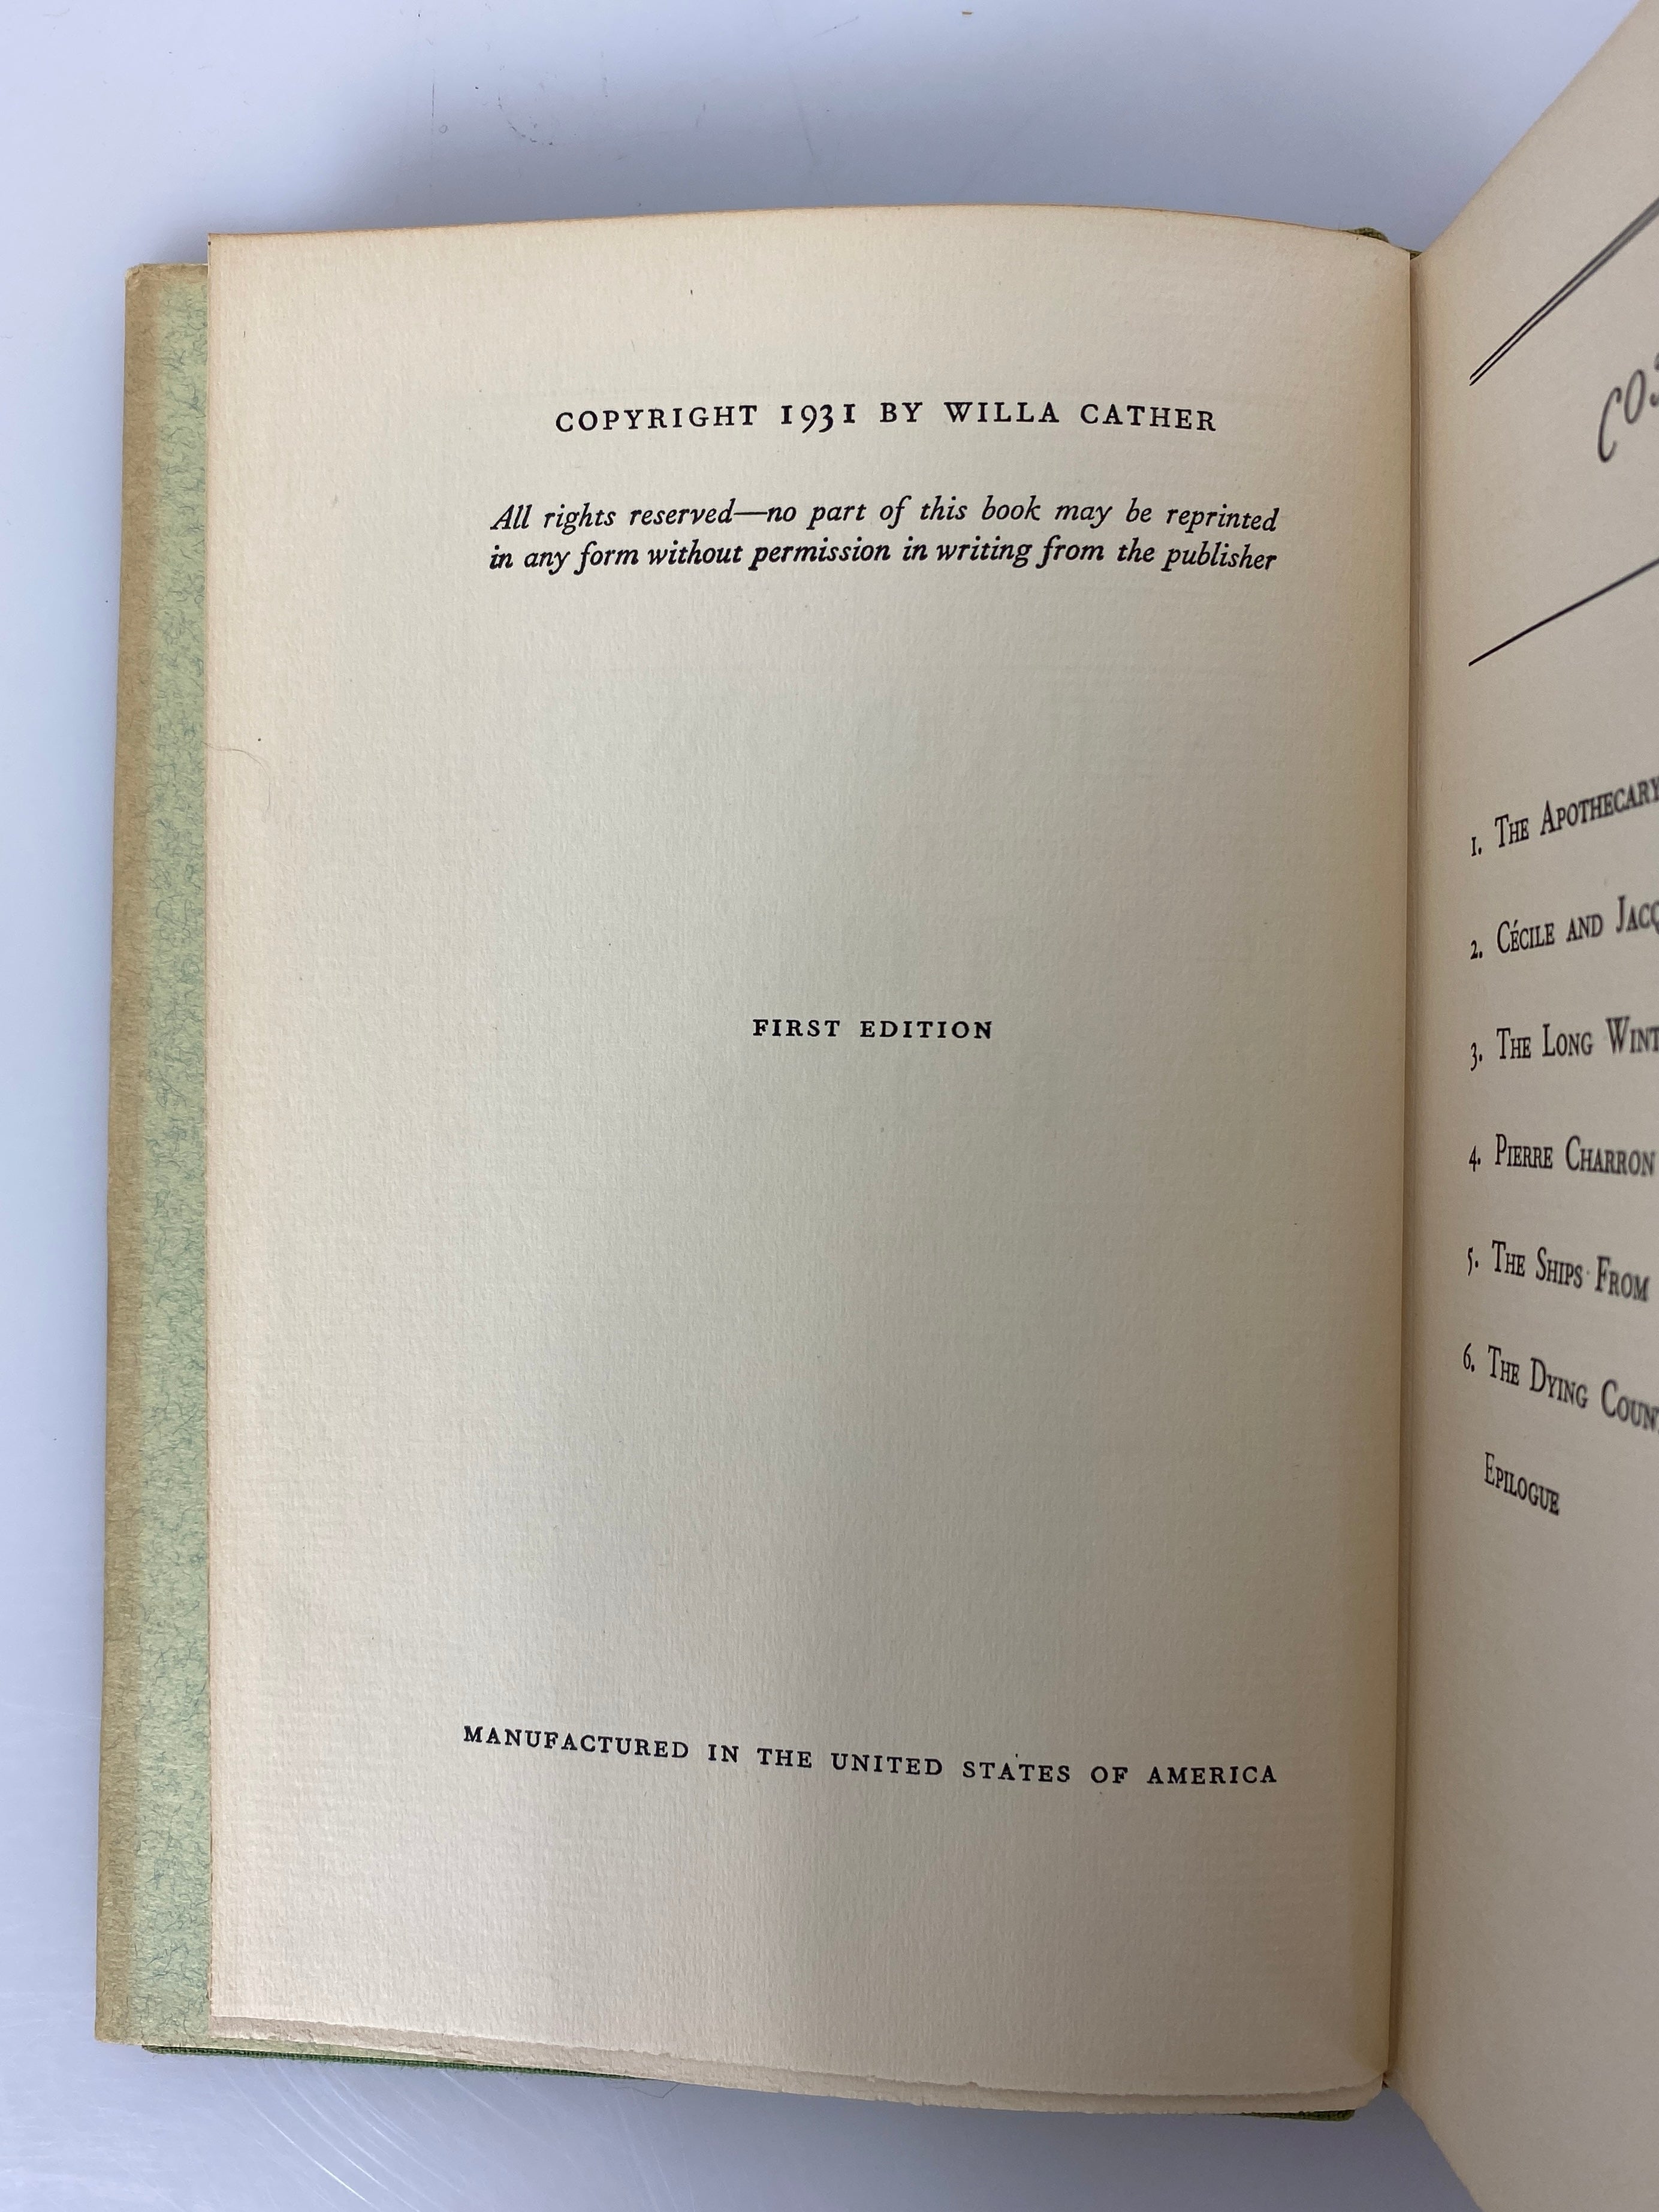 COPYRIGHT 1931 BY WILLA CATHER
All rights reserved—no part of this book may be reprinted
in any form without permission in writing from the publisher
FIRST EDITION
MANUFACTURED IN THE UNITED STATES OF AMERICA
1. THE APOTHECARY
2. CÉCILE AND
3. THE LONG
4. PIERRE CHARRON
5. THE SHIPS FROM
6. THE DYING
EPILOGUE